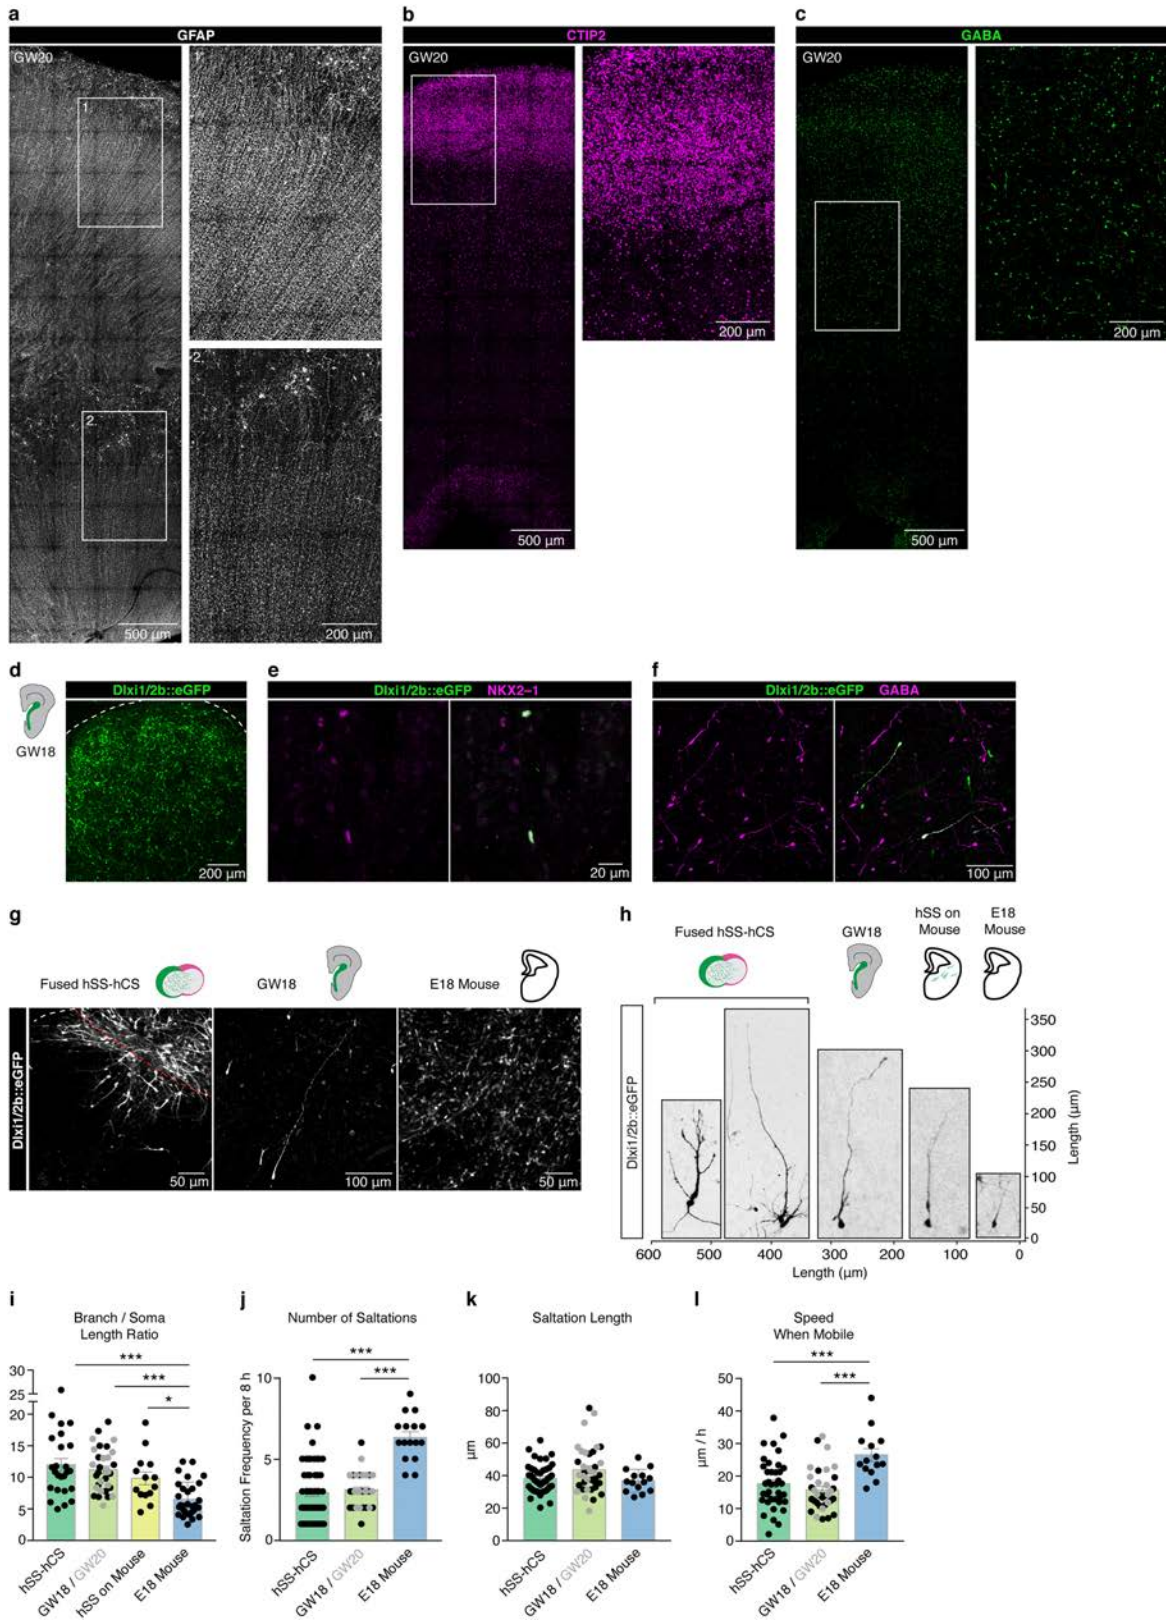 a
GFAP
GW20
1.
2.
500 µm
1.
2.
200 µm
b
CTIP2
GW20
500 µm
200 µm
c
GABA
GW20
500 µm
200 µm
d
Dlxi1/2b::eGFP
GW18
200 µm
e
Dlxi1/2b::eGFP NKX2-1
20 µm
f
Dlxi1/2b::eGFP GABA
100 µm
g
Fused hSS-hCS
GW18
E18 Mouse
Dlxi1/2b::eGFP
50 µm
100 µm
50 µm
h
Fused hSS-hCS
GW18
hSS on
Mouse
E18
Mouse
Dlxi1/2b::eGFP
350
300
250
200
150
100
50
0
Length (µm)
600 500 400 300 200 100 0
Length (µm)
i
Branch / Soma
Length Ratio
***
***
*
30
25
20
15
10
5
0
hSS-hCS
GW18 / GW20
hSS on Mouse
E18 Mouse
j
Number of Saltations
***
***
Saltation Frequency per 8 h
10
5
0
hSS-hCS
GW18 / GW20
E18 Mouse
k
Saltation Length
µm
100
80
60
40
20
0
hSS-hCS
GW18 / GW20
E18 Mouse
l
Speed
When Mobile
***
***
µm / h
50
40
30
20
10
0
hSS-hCS
GW18 / GW20
E18 Mouse